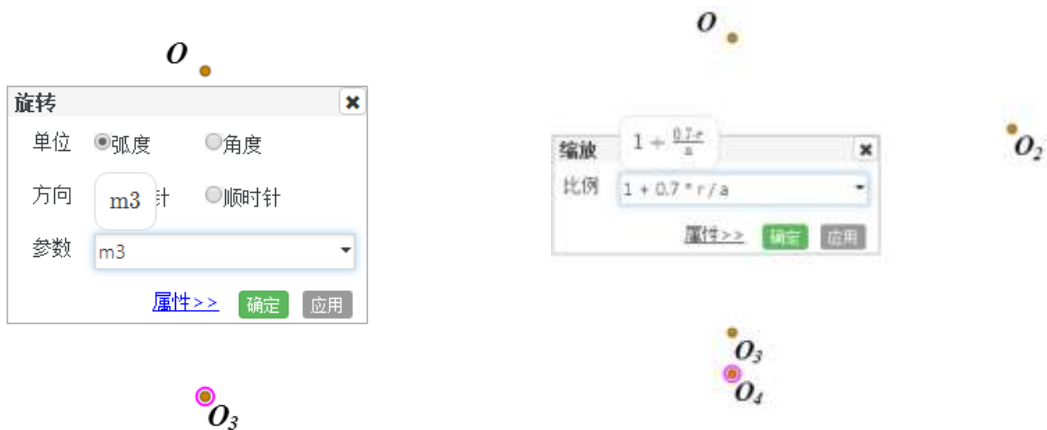 O
旋转
单位 弧度 角度
方向 m3 针 顺时针
参数 m3
属性>> 确定 应用
O₃
O
缩放 1 + 0.7·r/a
比例 1 + 0.7 * r / a
属性>> 确定 应用
O₂
O₃
O₄